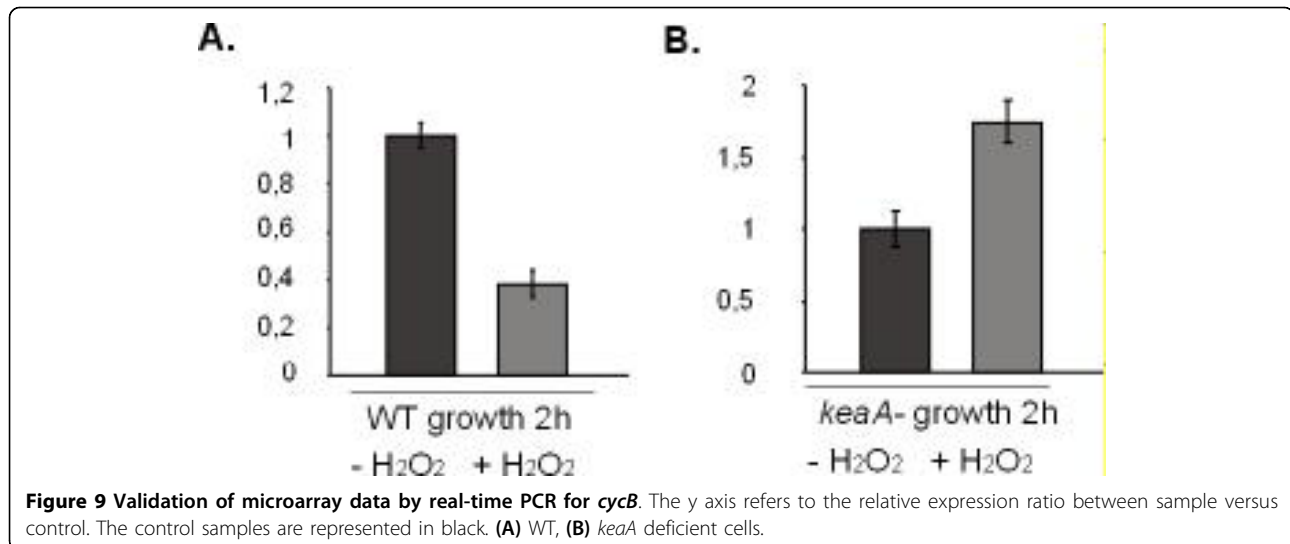 A.
1,2
1
0,8
0,6
0,4
0,2
0
WT growth 2h
- H2O2 + H2O2
B.
2
1,5
1
0,5
0
keaA- growth 2h
- H2O2 + H2O2
Figure 9 Validation of microarray data by real-time PCR for cycB. The y axis refers to the relative expression ratio between sample versus
control. The control samples are represented in black. (A) WT, (B) keaA deficient cells.